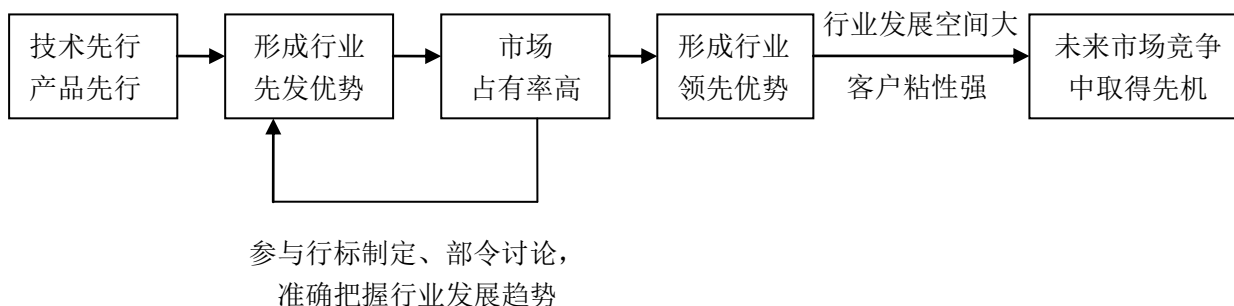 技术先行
产品先行
形成行业
先发优势
市场
占有率高
形成行业
领先优势
行业发展空间大
客户粘性强
未来市场竞争
中取得先机
参与行标制定、部令讨论，
准确把握行业发展趋势